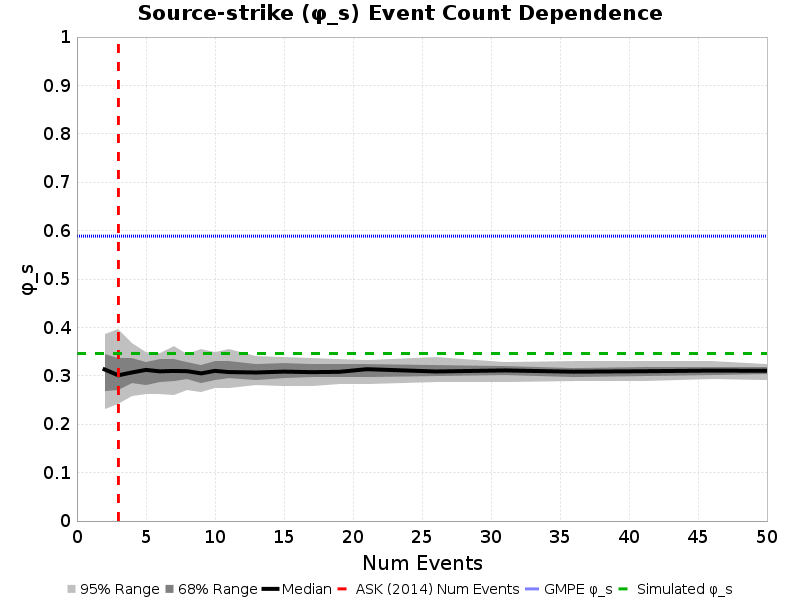 Source-strike (φ_s) Event Count Dependence
1
0.9
0.8
0.7
0.6
0.5
0.4
0.3
0.2
0.1
0
φ_s
0 5 10 15 20 25 30 35 40 45 50
Num Events
95% Range 68% Range Median ASK (2014) Num Events GMPE φ_s Simulated φ_s